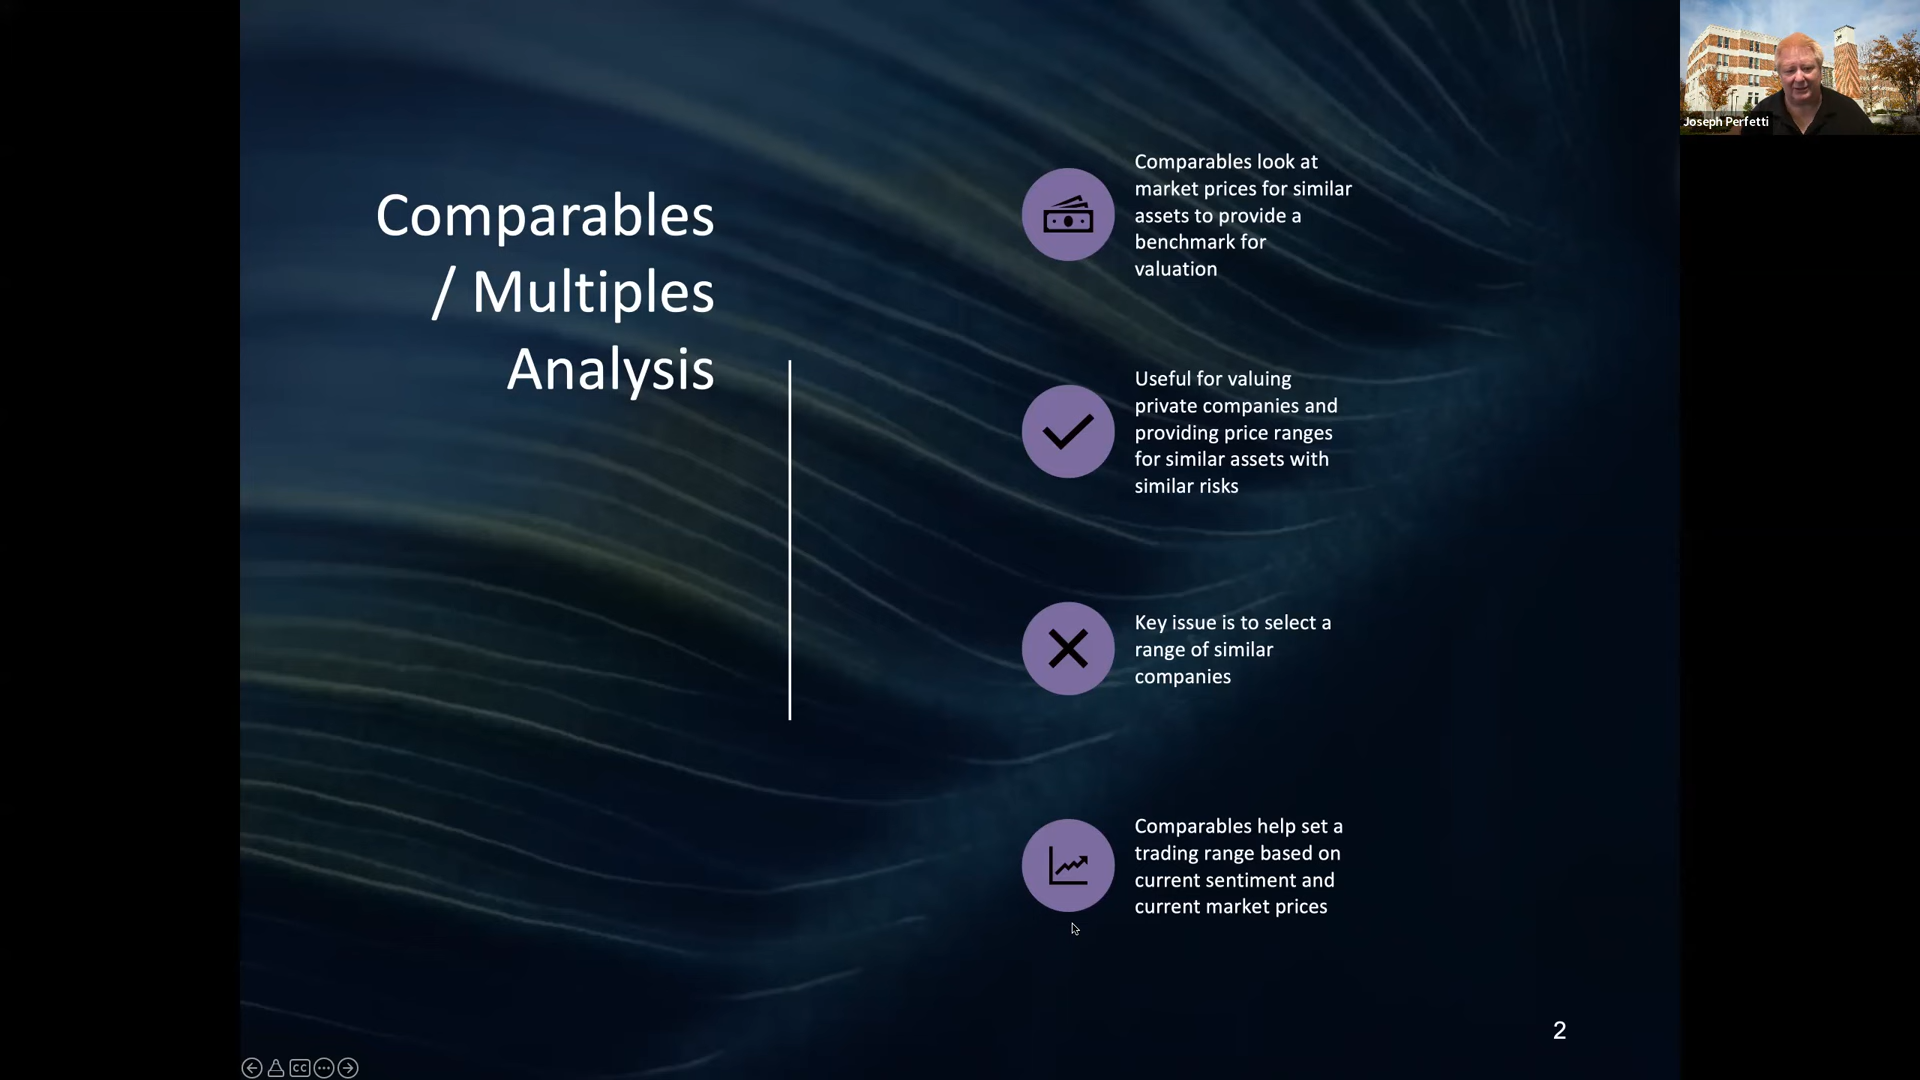 Comparables
/ Multiples
Analysis
Comparables look at
market prices for similar
assets to provide a
benchmark for
valuation
Useful for valuing
private companies and
providing price ranges
for similar assets with
similar risks
Key issue is to select a
range of similar
companies
Comparables help set a
trading range based on
current sentiment and
current market prices
2
Joseph Perfetti
CC